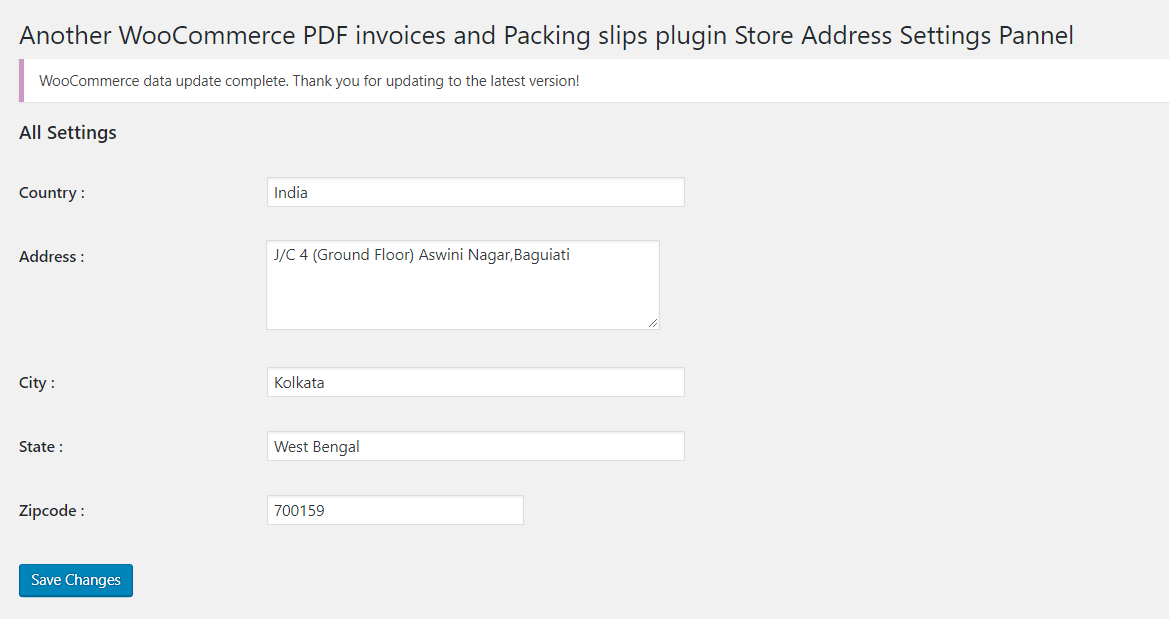 Another WooCommerce PDF invoices and Packing slips plugin Store Address Settings Pannel
WooCommerce data update complete. Thank you for updating to the latest version!
All Settings
Country : India
Address : J/C 4 (Ground Floor) Aswini Nagar,Baguiati
City : Kolkata
State : West Bengal
Zipcode : 700159
Save Changes